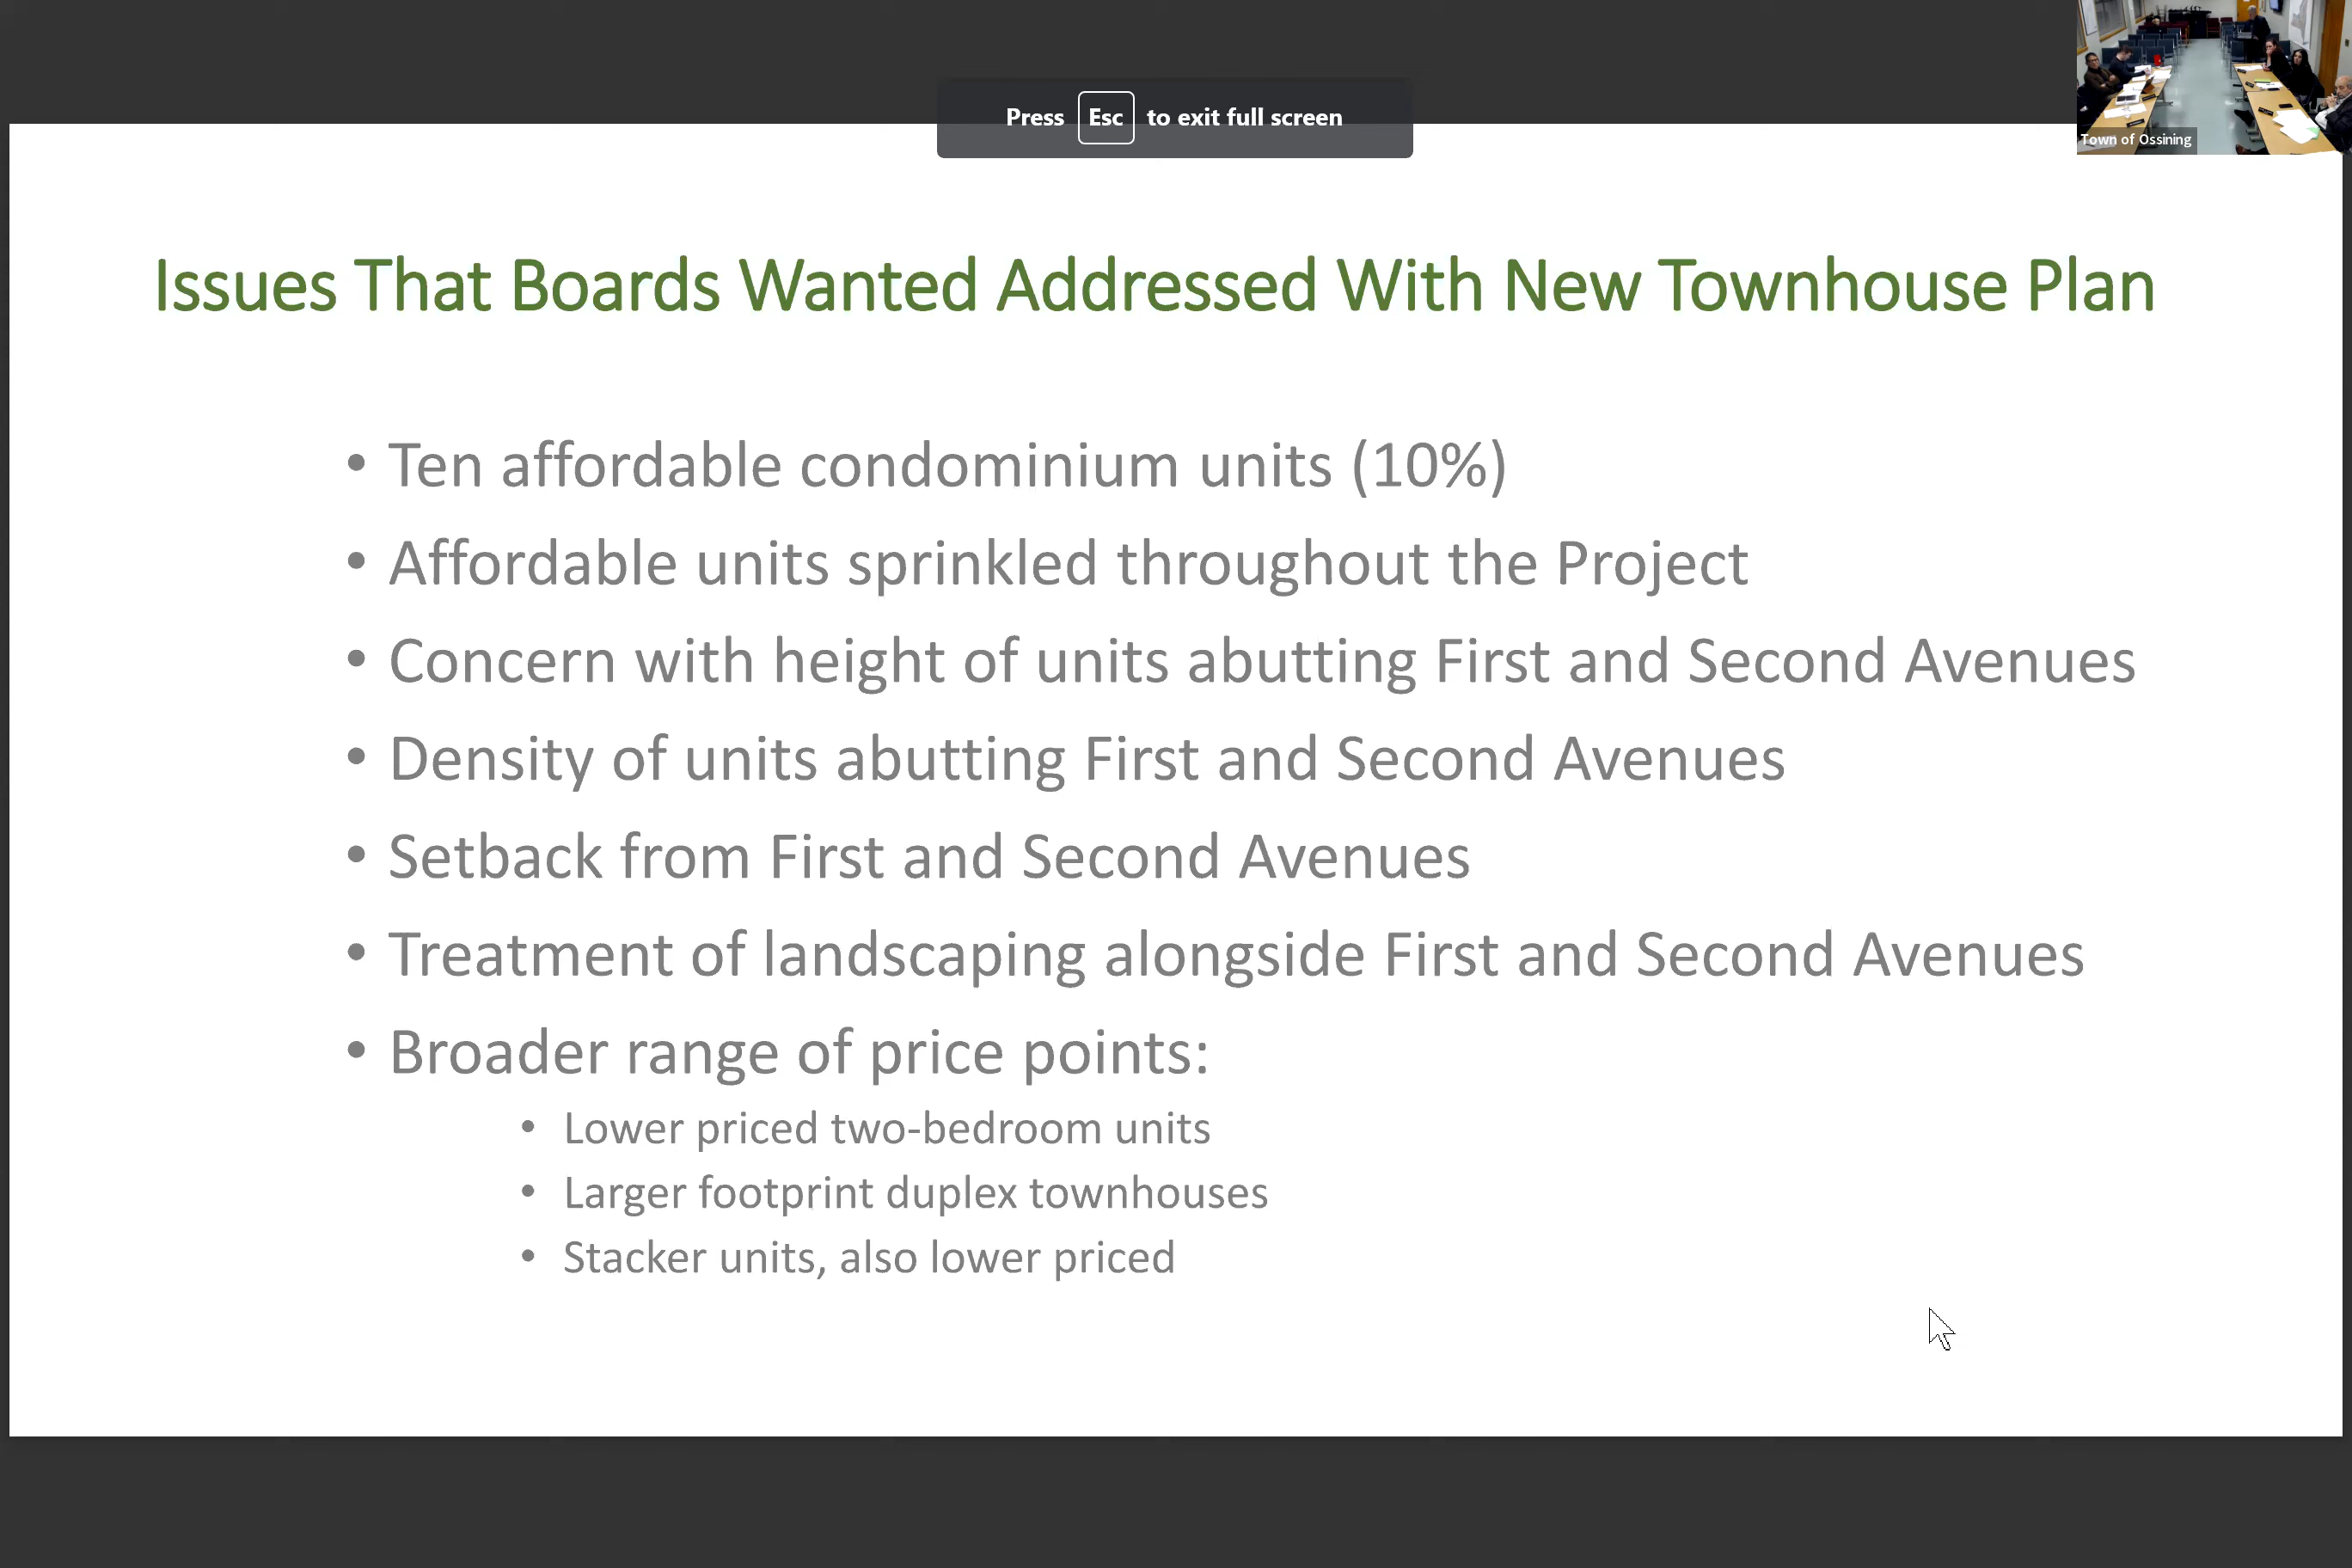 Press Esc to exit full screen
Town of Ossining
Issues That Boards Wanted Addressed With New Townhouse Plan
• Ten affordable condominium units (10%)
• Affordable units sprinkled throughout the Project
• Concern with height of units abutting First and Second Avenues
• Density of units abutting First and Second Avenues
• Setback from First and Second Avenues
• Treatment of landscaping alongside First and Second Avenues
• Broader range of price points:
• Lower priced two-bedroom units
• Larger footprint duplex townhouses
• Stacker units, also lower priced